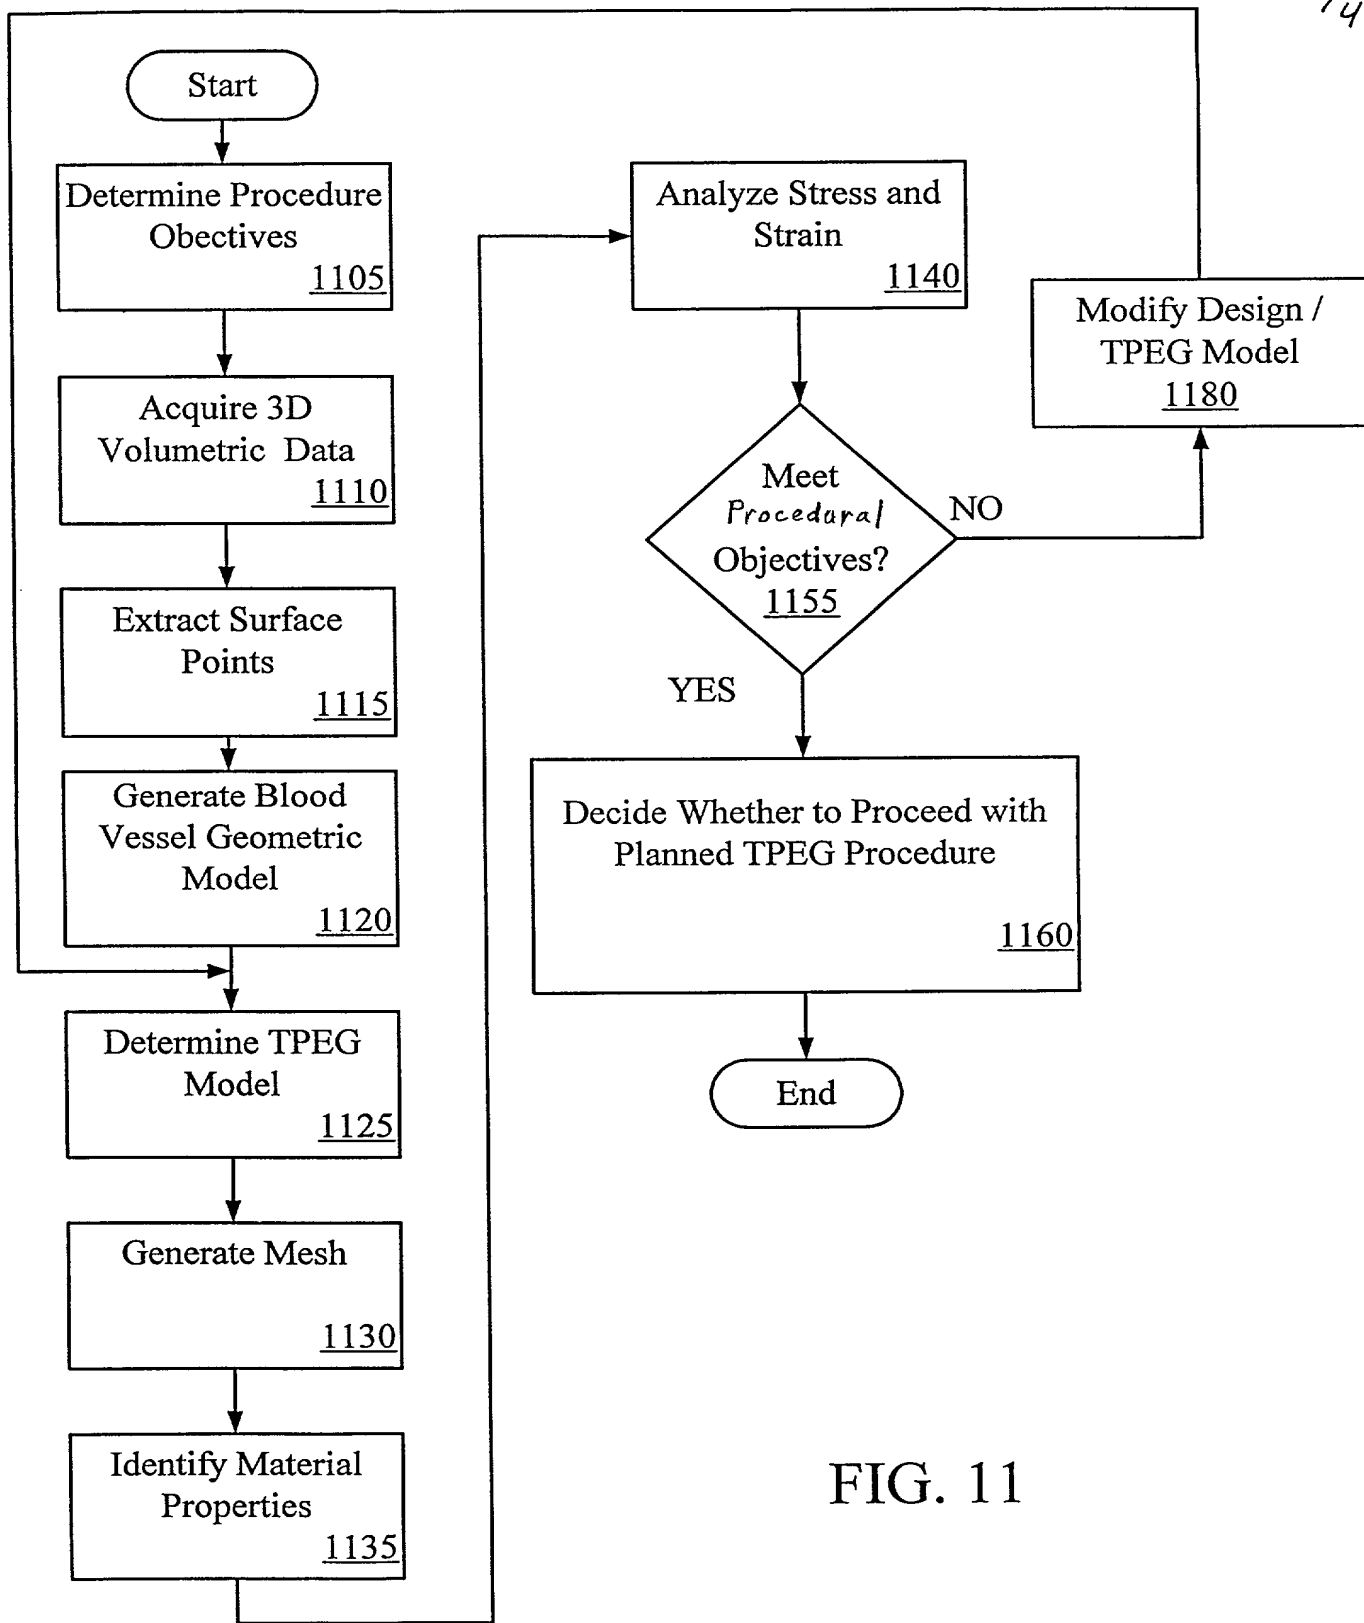 Start
Determine Procedure
Obectives
1105
Acquire 3D
Volumetric Data
1110
Extract Surface
Points
1115
Generate Blood
Vessel Geometric
Model
1120
Determine TPEG
Model
1125
Generate Mesh
1130
Identify Material
Properties
1135
Analyze Stress and
Strain
1140
Meet
Procedural
Objectives?
1155
NO
YES
Modify Design /
TPEG Model
1180
Decide Whether to Proceed with
Planned TPEG Procedure
1160
End
FIG. 11